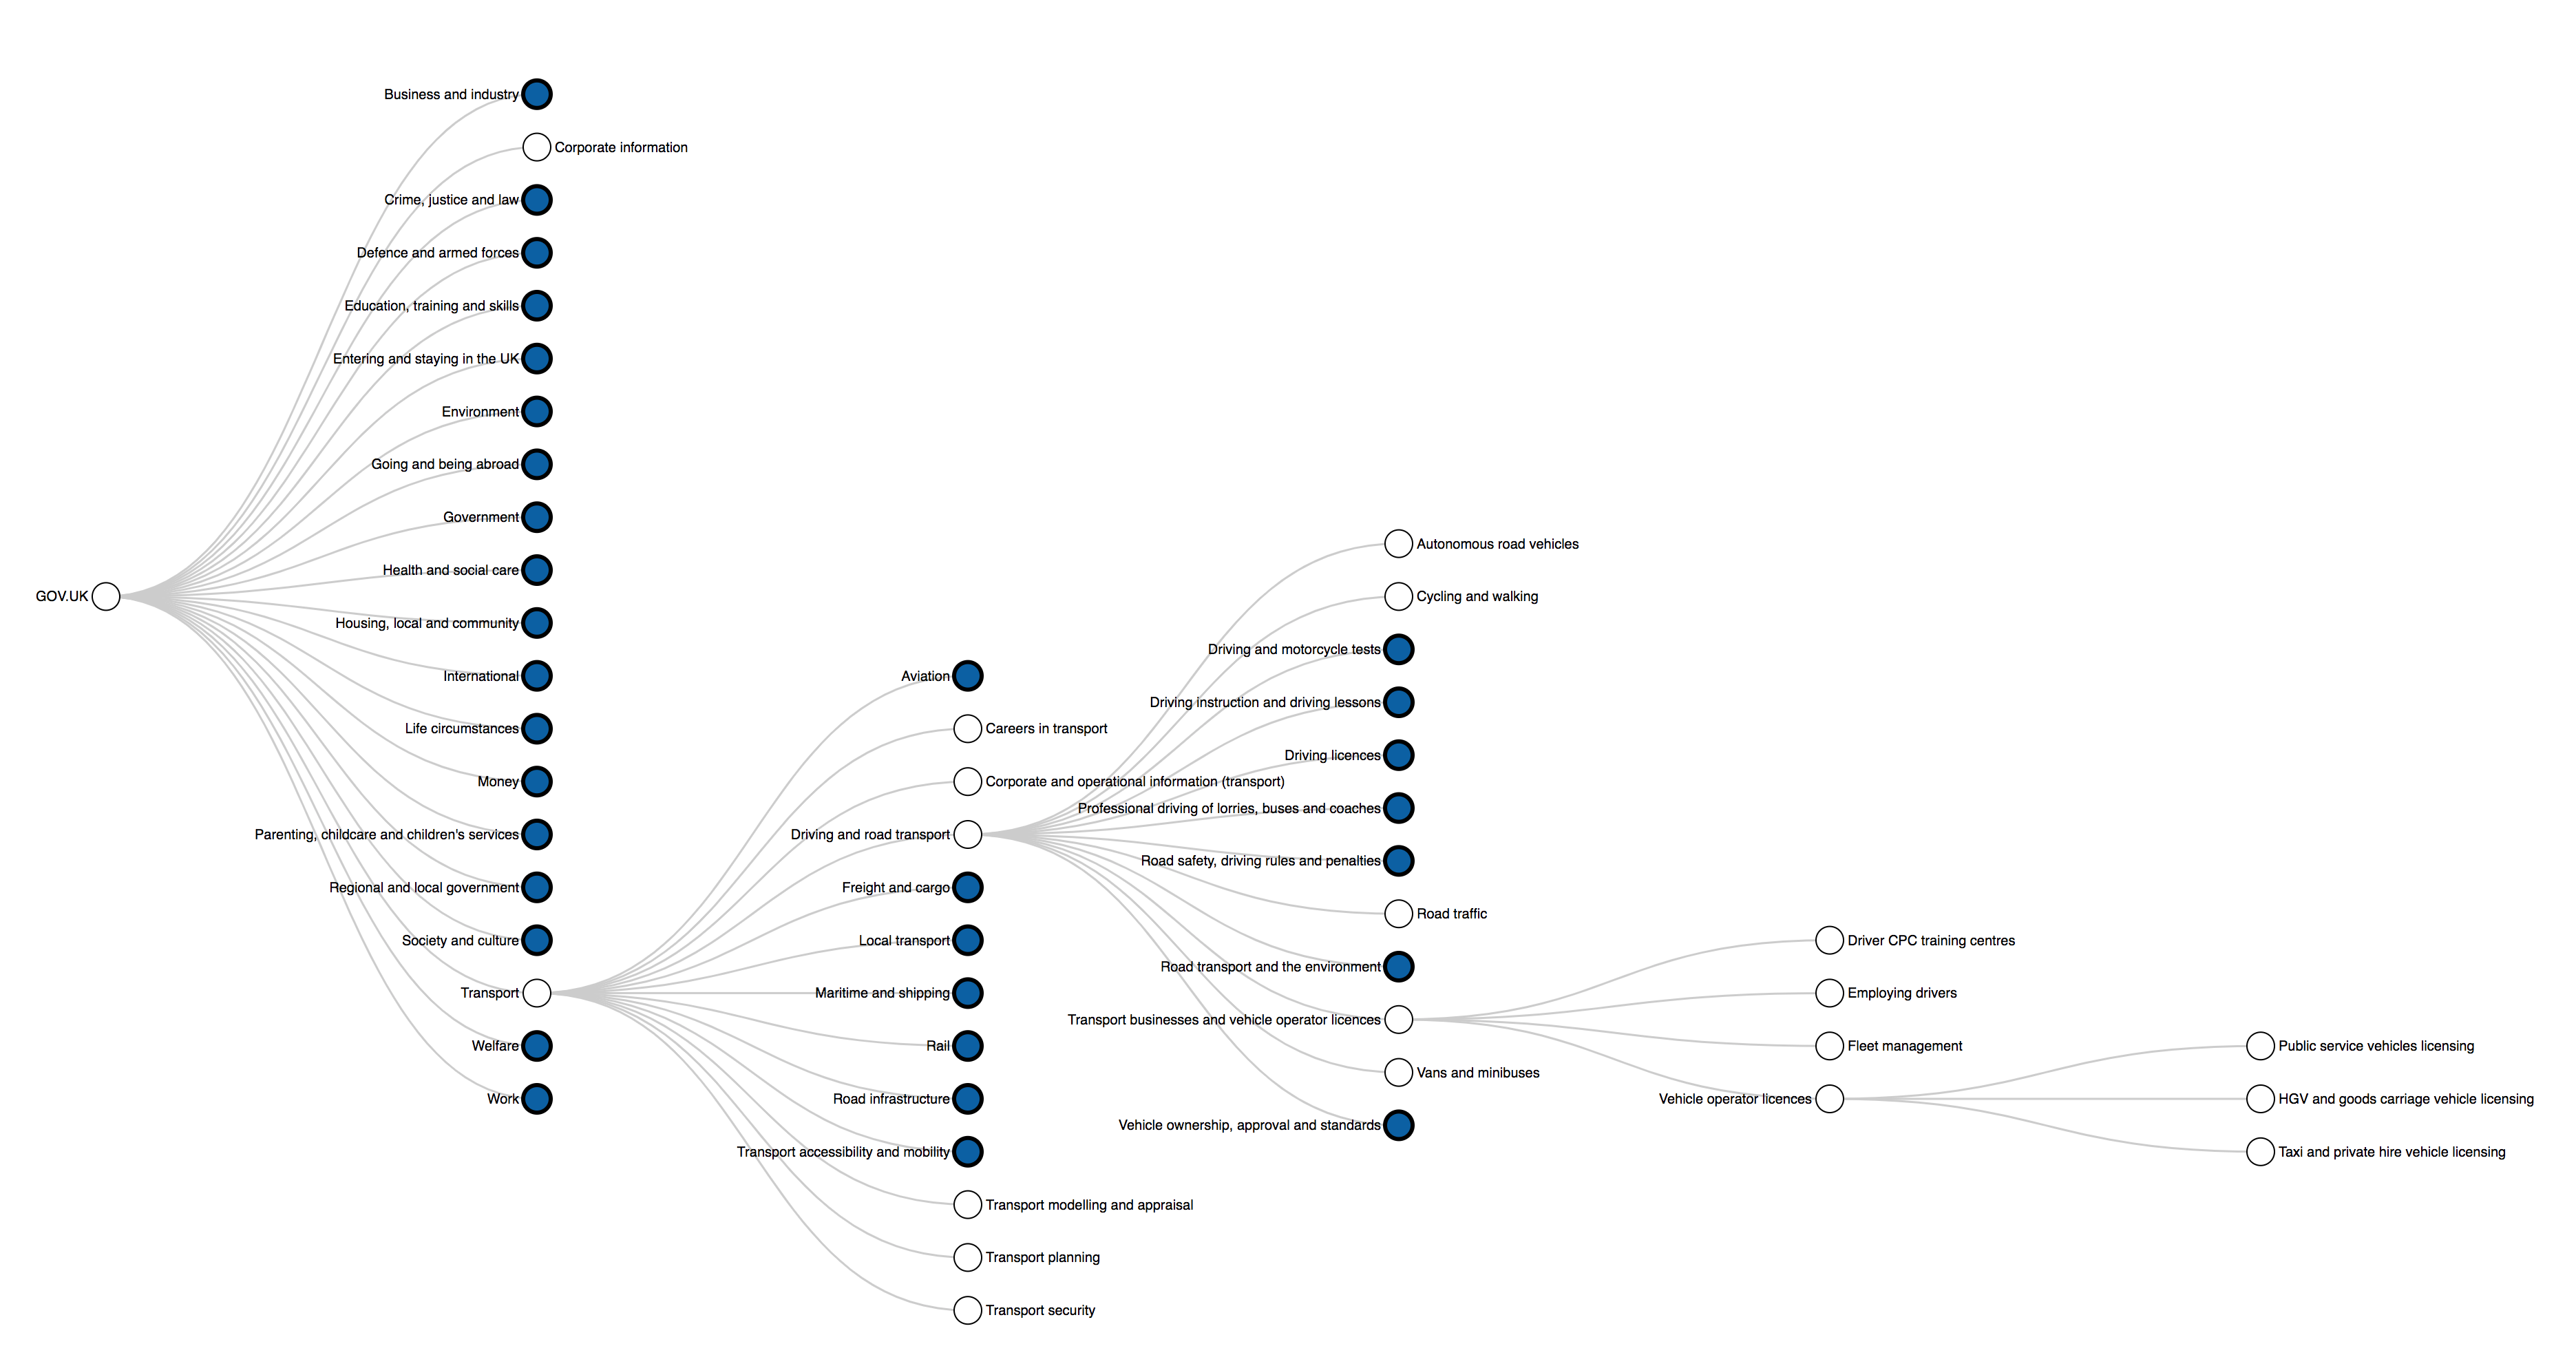 GOV.UK
Business and industry
Corporate information
Crime, justice and law
Defence and armed forces
Education, training and skills
Entering and staying in the UK
Environment
Going and being abroad
Government
Health and social care
Housing, local and community
International
Life circumstances
Money
Parenting, childcare and children's services
Regional and local government
Society and culture
Transport
Welfare
Work
Aviation
Careers in transport
Corporate and operational information (transport)
Driving and road transport
Freight and cargo
Local transport
Maritime and shipping
Rail
Road infrastructure
Transport accessibility and mobility
Transport modelling and appraisal
Transport planning
Transport security
Autonomous road vehicles
Cycling and walking
Driving and motorcycle tests
Driving instruction and driving lessons
Driving licences
Professional driving of lorries, buses and coaches
Road safety, driving rules and penalties
Road traffic
Road transport and the environment
Transport businesses and vehicle operator licences
Vans and minibuses
Vehicle ownership, approval and standards
Driver CPC training centres
Employing drivers
Fleet management
Vehicle operator licences
Public service vehicles licensing
HGV and goods carriage vehicle licensing
Taxi and private hire vehicle licensing